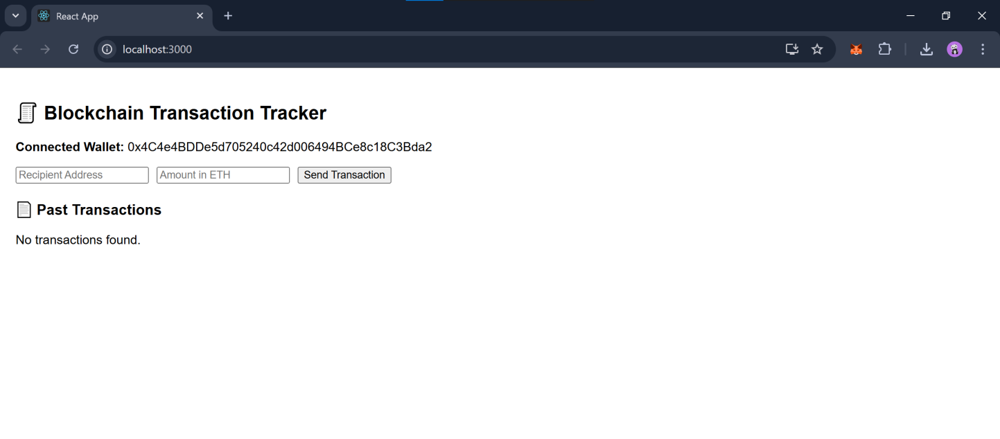 React App
localhost:3000
Blockchain Transaction Tracker
Connected Wallet: 0x4C4e4BDDe5d705240c42d006494BCe8c18C3Bda2
Recipient Address Amount in ETH Send Transaction
Past Transactions
No transactions found.